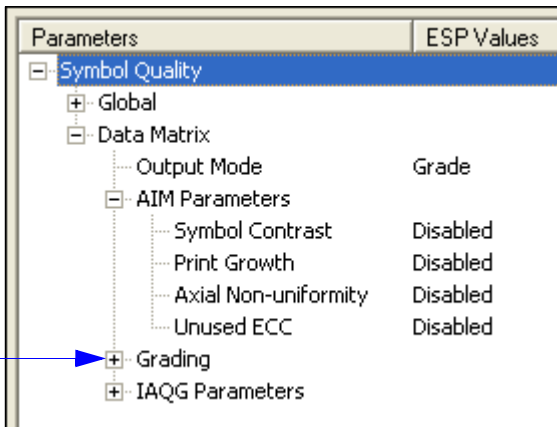 Parameters ESP Values
Symbol Quality
Global
Data Matrix
Output Mode Grade
AIM Parameters
Symbol Contrast Disabled
Print Growth Disabled
Axial Non-uniformity Disabled
Unused ECC Disabled
Grading
IAQG Parameters